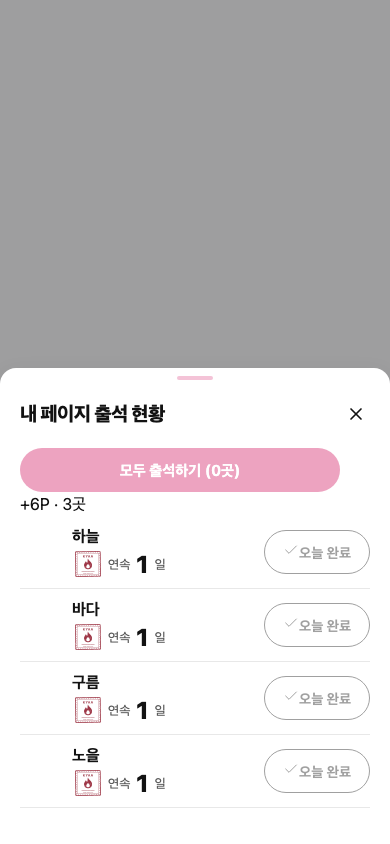 내 페이지 출석 현황
모두 출석하기 (0곳)
+6P · 3곳
하늘
연속 1 일
오늘 완료
바다
연속 1 일
오늘 완료
구름
연속 1 일
오늘 완료
노을
연속 1 일
오늘 완료